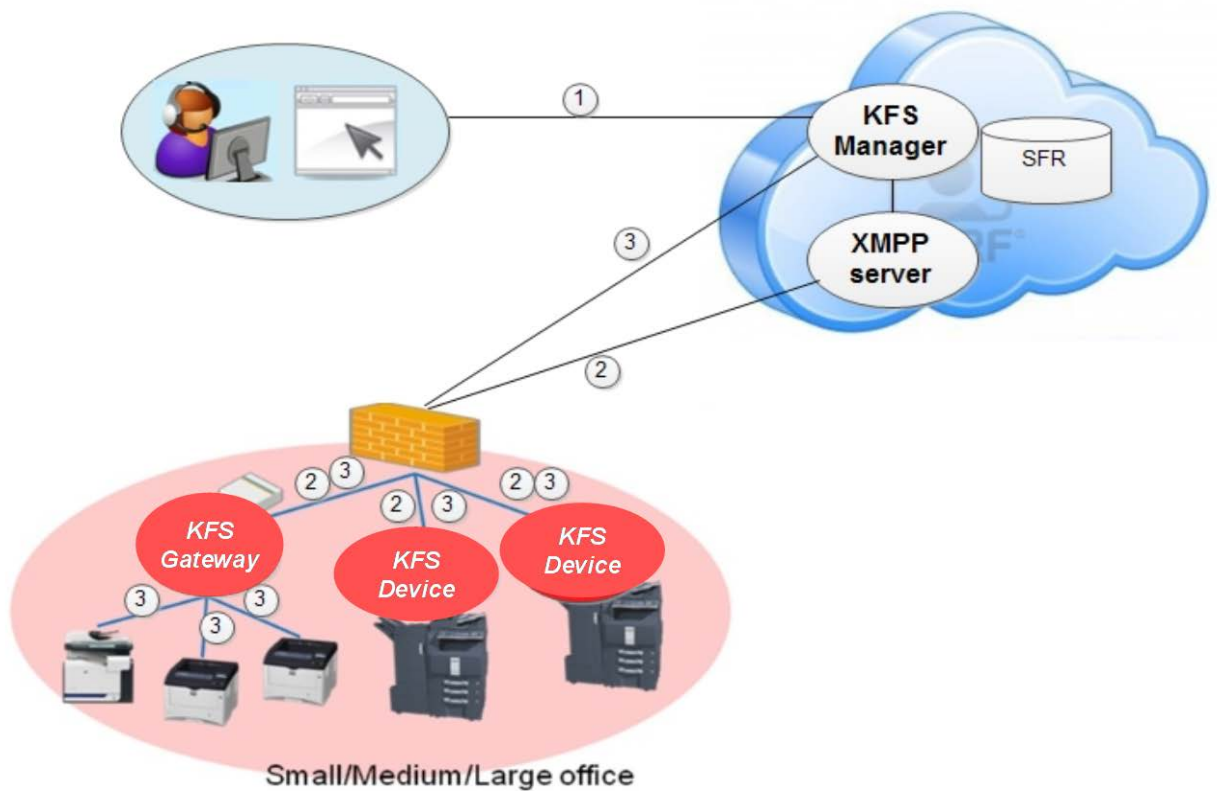 1
KFS
Manager
SFR
3
XMPP
server
2
2 3
2 3
2 3
KFS
Gateway
KFS
Device
KFS
Device
3
3
3
Small/Medium/Large office